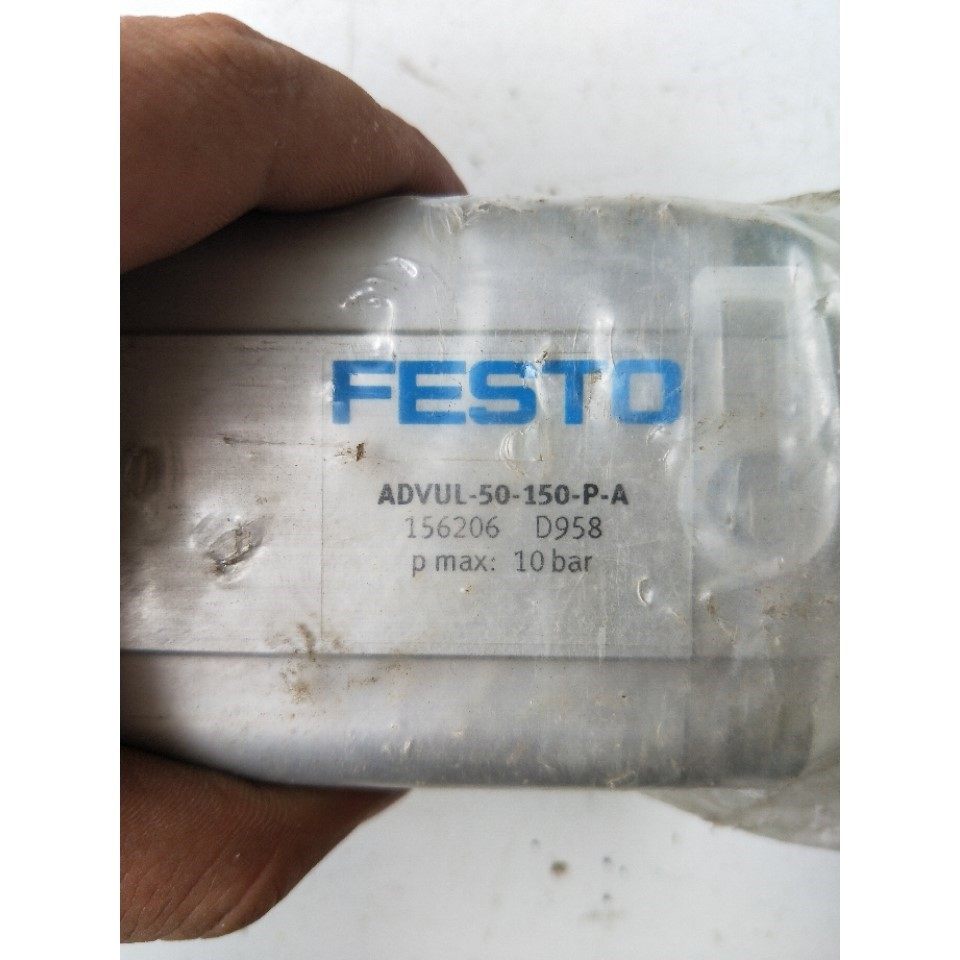 FESTO
ADVUL-50-150-P-A
156206 D958
p max: 10 bar